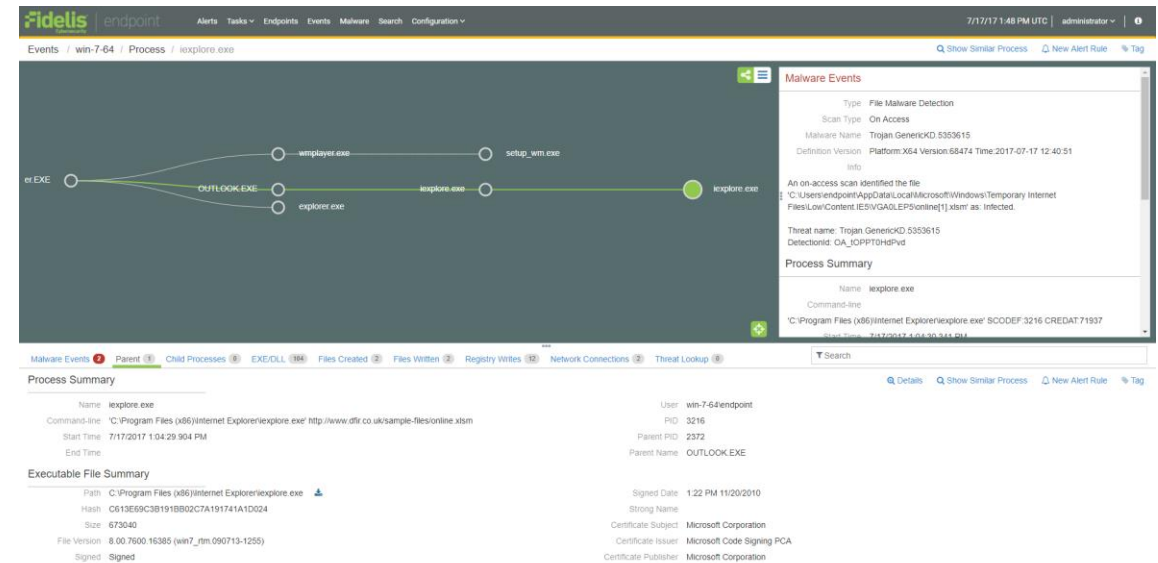 Fidelis endpoint Alerts Tasks Endpoints Events Malware Search Configuration 7/17/17 1:48 PM UTC administrator
Cybersecurity
Events / win-7-64 / Process / iexplore.exe Show Similar Process New Alert Rule Tag
Malware Events
Type File Malware Detection
Scan Type On Access
Malware Name Trojan.GenericKD.5353615
Definition Version Platform:X64 Version:68474 Time:2017-07-17 12:40:51
Info
An on-access scan identified the file
'C:\Users\endpoint\AppData\Local\Microsoft\Windows\Temporary Internet
Files\Low\Content.IE5\VGA0LEP5\online[1].xlsm' as: Infected.
Threat name: Trojan.GenericKD.5353615
DetectionId: OA_tOPPT0HdPvd
Process Summary
Name iexplore.exe
Command-line
'C:\Program Files (x86)\Internet Explorer\iexplore.exe' SCODEF:3216 CREDAT:71937
Start Time 7/17/2017 1:04:30.341 PM
wmplayer.exe setup_wm.exe
er.EXE OUTLOOK.EXE iexplore.exe iexplore.exe
explorer.exe
Malware Events 2 Parent 1 Child Processes 0 EXE/DLL 104 Files Created 2 Files Written 2 Registry Writes 12 Network Connections 2 Threat Lookup 0 Search
Process Summary Details Show Similar Process New Alert Rule Tag
Name iexplore.exe User win-7-64\endpoint
Command-line 'C:\Program Files (x86)\Internet Explorer\iexplore.exe' http://www.dfir.co.uk/sample-files/online.xlsm PID 3216
Start Time 7/17/2017 1:04:29.904 PM Parent PID 2372
End Time Parent Name OUTLOOK.EXE
Executable File Summary
Path C:\Program Files (x86)\Internet Explorer\iexplore.exe Signed Date 1:22 PM 11/20/2010
Hash C613E69C3B191BB02C7A191741A1D024 Strong Name
Size 673040 Certificate Subject Microsoft Corporation
File Version 8.00.7600.16385 (win7_rtm.090713-1255) Certificate Issuer Microsoft Code Signing PCA
Signed Signed Certificate Publisher Microsoft Corporation